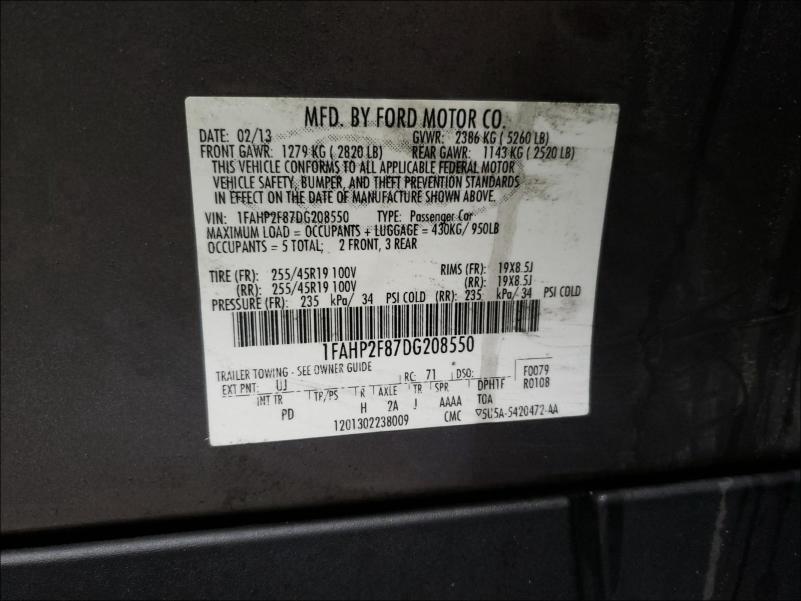 MFD. BY FORD MOTOR CO.
DATE: 02/13 GVWR: 2386 KG ( 5260 LB)
FRONT GAWR: 1279 KG ( 2820 LB) REAR GAWR: 1143 KG ( 2520 LB)
THIS VEHICLE CONFORMS TO ALL APPLICABLE FEDERAL MOTOR
VEHICLE SAFETY, BUMPER, AND THEFT PREVENTION STANDARDS
IN EFFECT ON THE DATE OF MANUFACTURE SHOWN ABOVE.
VIN: 1FAHP2F87DG208550 TYPE: Passenger Car
MAXIMUM LOAD = OCCUPANTS + LUGGAGE = 430KG/ 950LB
OCCUPANTS = 5 TOTAL; 2 FRONT, 3 REAR
TIRE (FR): 255/45R19 100V RIMS (FR): 19X8.5J
(RR): 255/45R19 100V (RR): 19X8.5J
PRESSURE (FR): 235 kPa/ 34 PSI COLD (RR): 235 kPa/ 34 PSI COLD
1FAHP2F87DG208550
TRAILER TOWING - SEE OWNER GUIDE F0079
EXT PNT: UJ RC: 71 DSO: R0108
INT TR TP/PS R AXLE TR SPR DPHTF
PD H 2A J AAAA TOA
1201302238009 CMC 5U5A-5420472-AA